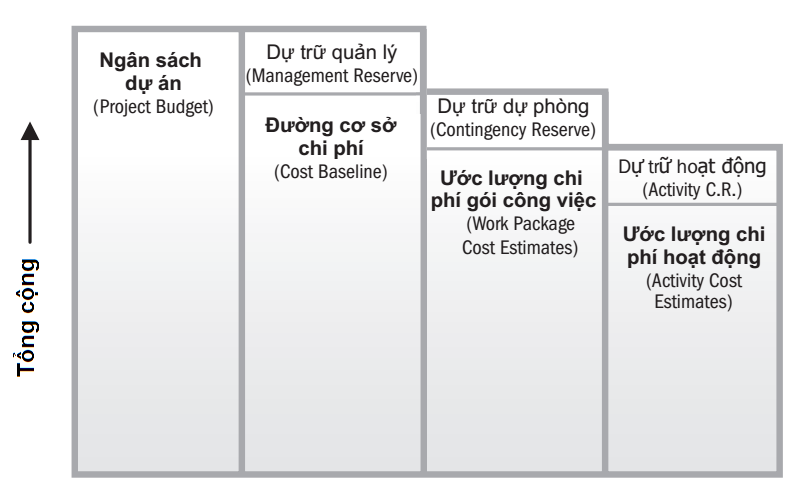 Ngân sách
dự án
(Project Budget)
Dự trữ quản lý
(Management Reserve)
Đường cơ sở
chi phí
(Cost Baseline)
Dự trữ dự phòng
(Contingency Reserve)
Ước lượng chi
phí gói công việc
(Work Package
Cost Estimates)
Dự trữ hoạt động
(Activity C.R.)
Ước lượng chi
phí hoạt động
(Activity Cost
Estimates)
Tổng cộng